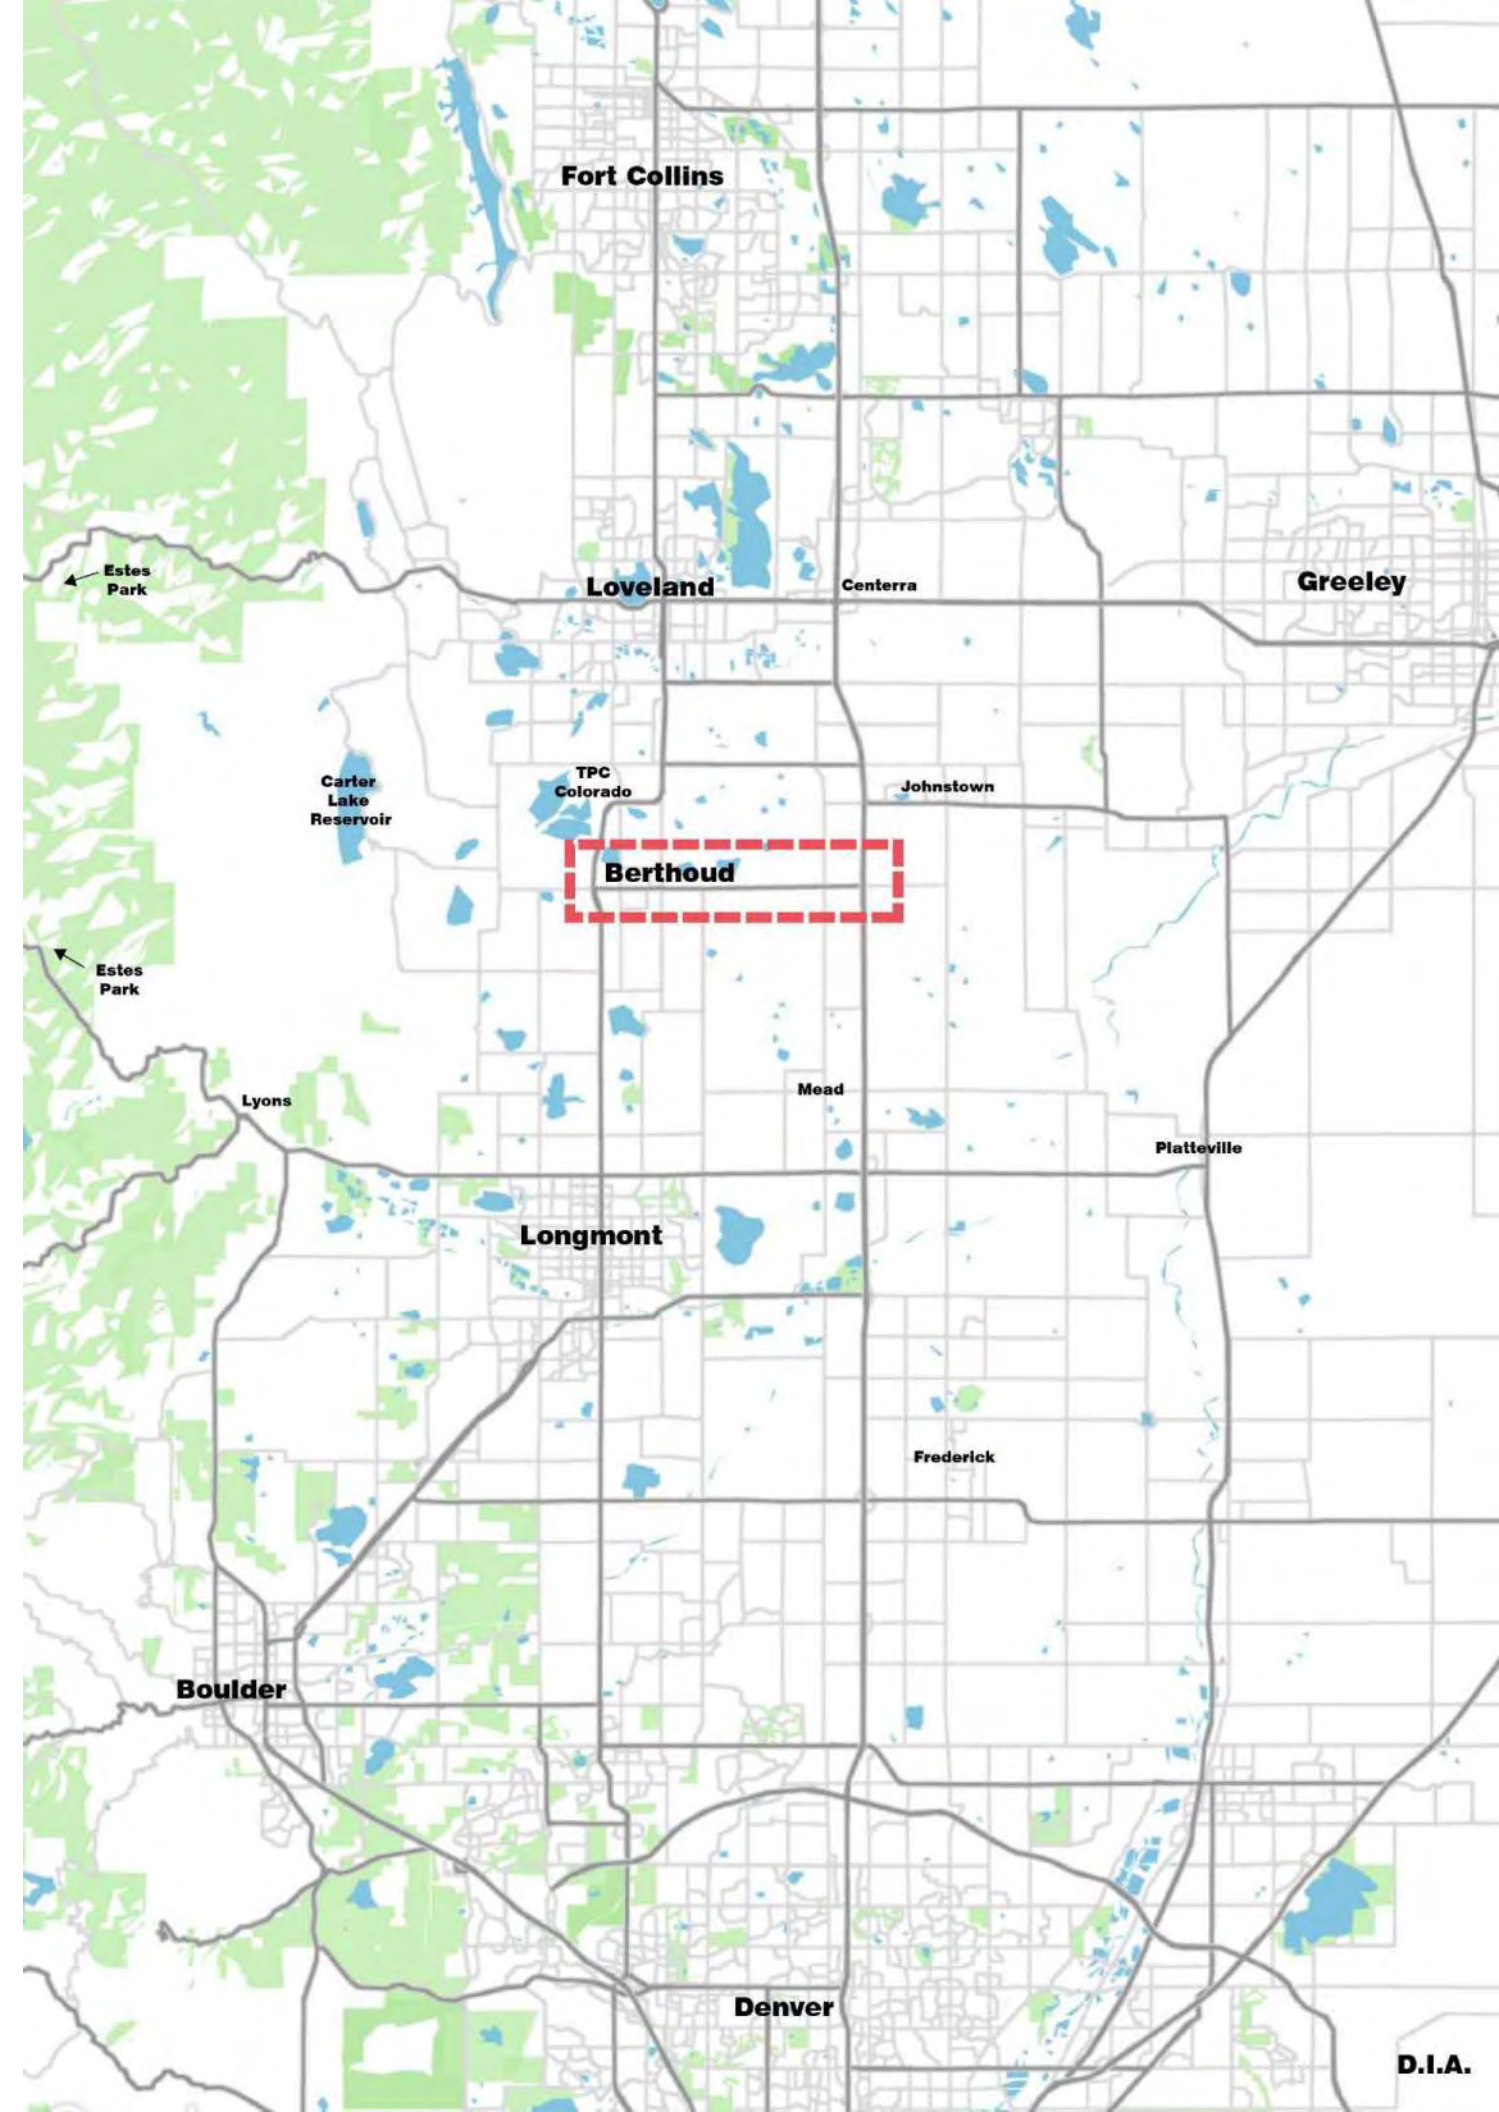 Fort Collins
Estes
Park
Loveland
Centerra
Greeley
Carter
Lake
Reservoir
TPC
Colorado
Johnstown
Berthoud
Estes
Park
Lyons
Mead
Platteville
Longmont
Frederick
Boulder
Denver
D.I.A.